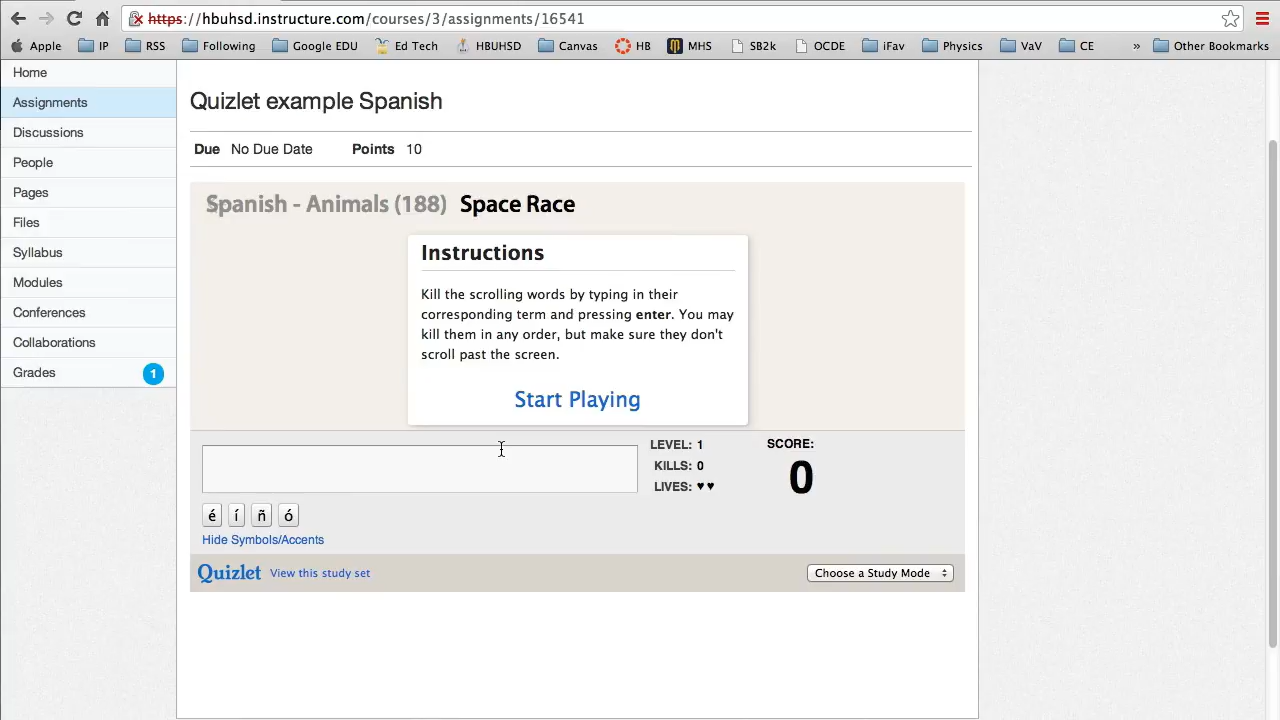 https://hbuhsd.instructure.com/courses/3/assignments/16541
Apple IP RSS Following Google EDU Ed Tech HBUHSD Canvas HB MHS SB2k OCDE iFav Physics VaV CE » Other Bookmarks
Home
Assignments
Discussions
People
Pages
Files
Syllabus
Modules
Conferences
Collaborations
Grades 1
Quizlet example Spanish
Due No Due Date Points 10
Spanish - Animals (188) Space Race
Instructions
Kill the scrolling words by typing in their
corresponding term and pressing enter. You may
kill them in any order, but make sure they don't
scroll past the screen.
Start Playing
LEVEL: 1
KILLS: 0
LIVES: ♥♥
SCORE:
0
é í ñ ó
Hide Symbols/Accents
Quizlet View this study set Choose a Study Mode